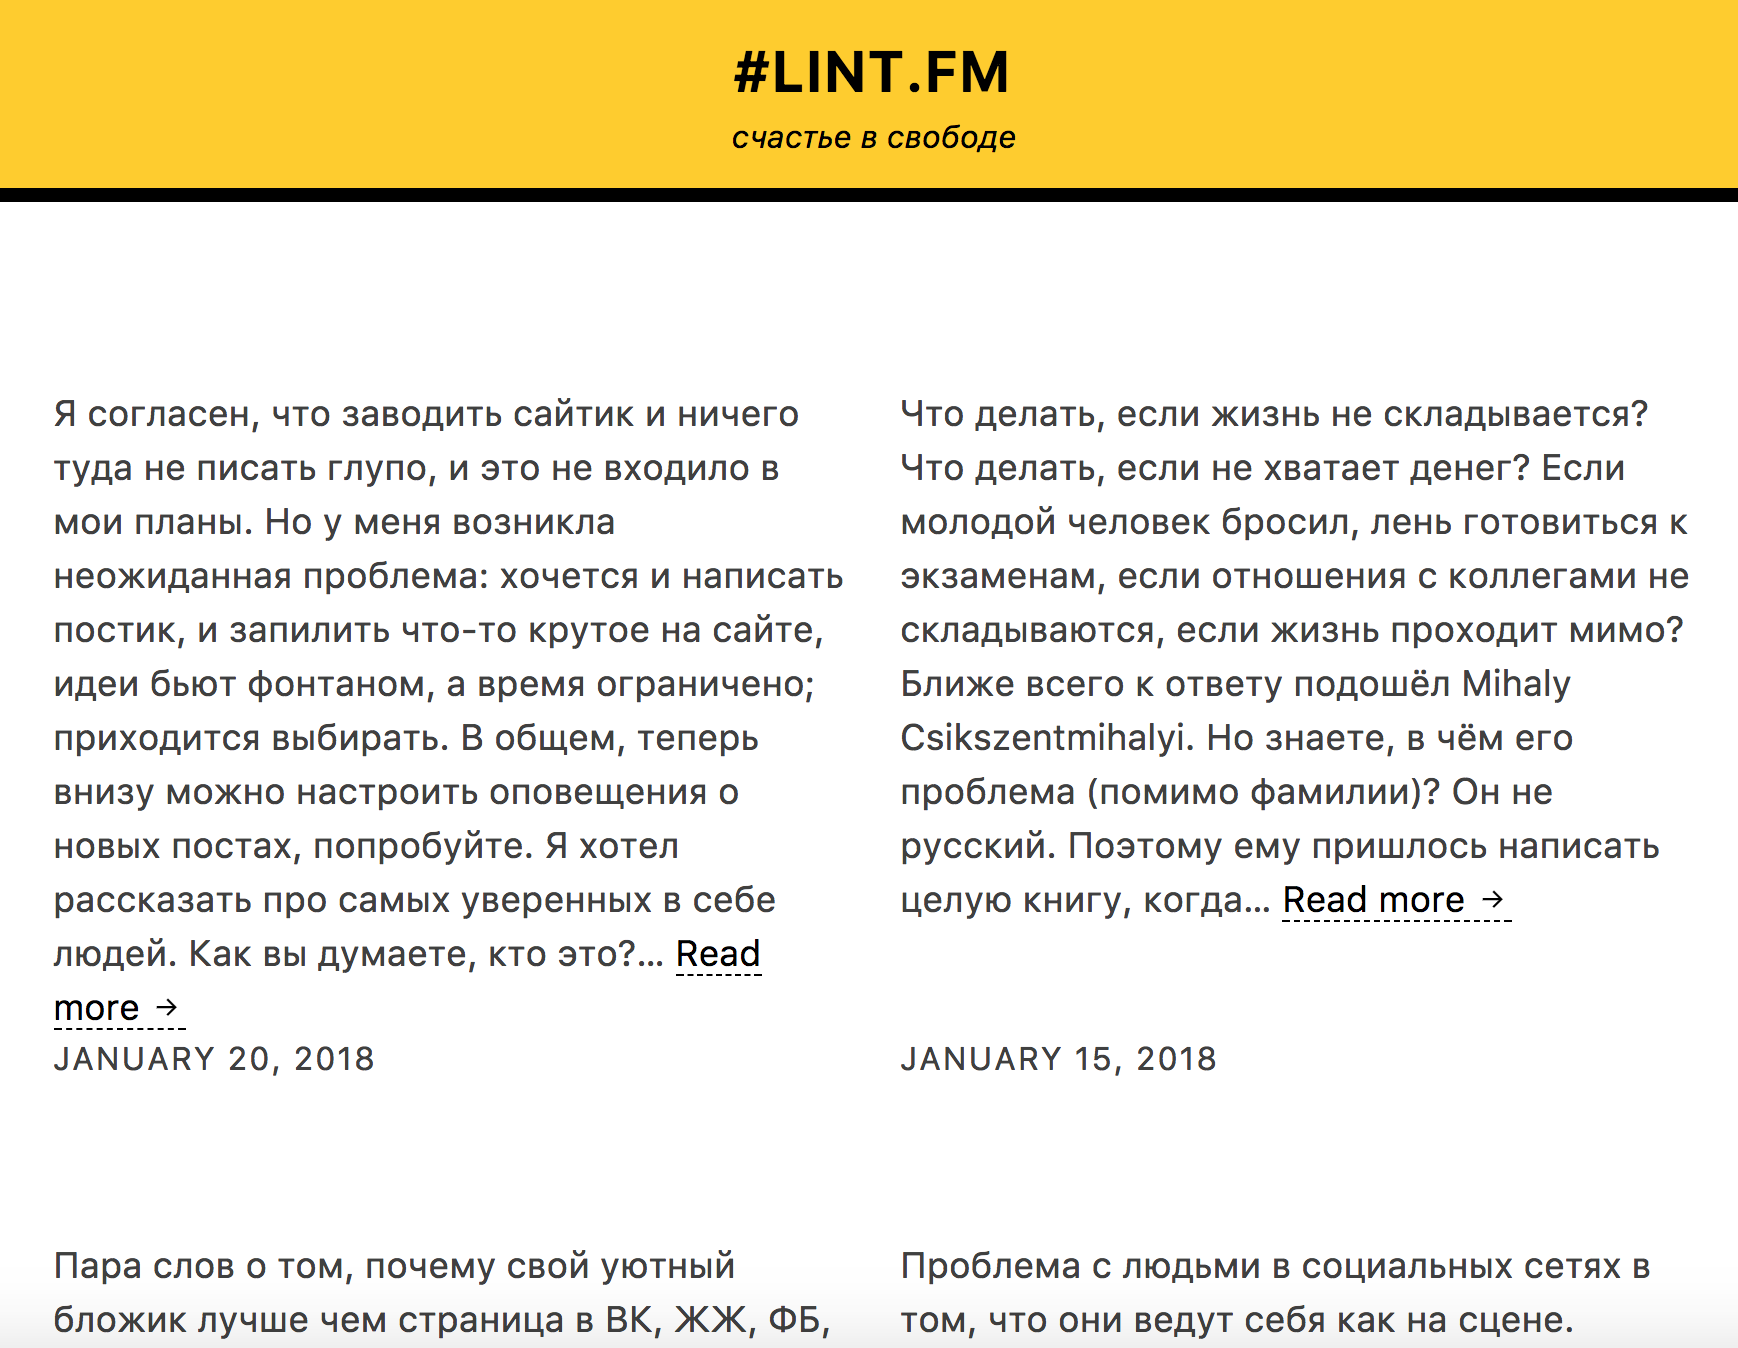 #LINT.FM
счастье в свободе
Я согласен, что заводить сайтик и ничего
туда не писать глупо, и это не входило в
мои планы. Но у меня возникла
неожиданная проблема: хочется и написать
постик, и запилить что-то крутое на сайте,
идеи бьют фонтаном, а время ограничено;
приходится выбирать. В общем, теперь
внизу можно настроить оповещения о
новых постах, попробуйте. Я хотел
рассказать про самых уверенных в себе
людей. Как вы думаете, кто это?... Read
more →
JANUARY 20, 2018
Что делать, если жизнь не складывается?
Что делать, если не хватает денег? Если
молодой человек бросил, лень готовиться к
экзаменам, если отношения с коллегами не
складываются, если жизнь проходит мимо?
Ближе всего к ответу подошёл Mihaly
Csikszentmihalyi. Но знаете, в чём его
проблема (помимо фамилии)? Он не
русский. Поэтому ему пришлось написать
целую книгу, когда... Read more →
JANUARY 15, 2018
Пара слов о том, почему свой уютный
бложик лучше чем страница в ВК, ЖЖ, ФБ,
Проблема с людьми в социальных сетях в
том, что они ведут себя как на сцене.